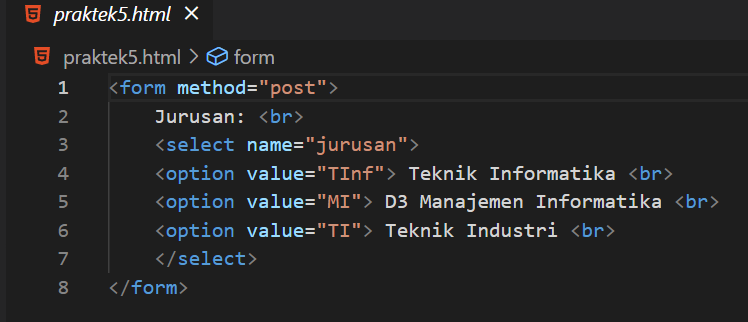 praktek5.html ×
praktek5.html > form
1 <form method="post">
2 Jurusan: <br>
3 <select name="jurusan">
4 <option value="TInf"> Teknik Informatika <br>
5 <option value="MI"> D3 Manajemen Informatika <br>
6 <option value="TI"> Teknik Industri <br>
7 </select>
8 </form>